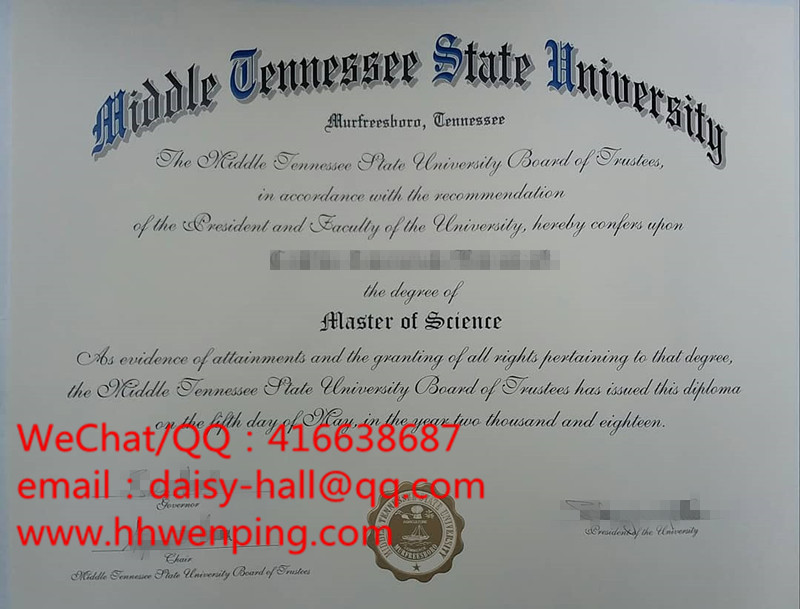 Middle Tennessee State University
Murfreesboro, Tennessee
The Middle Tennessee State University Board of Trustees,
in accordance with the recommendation
of the President and Faculty of the University, hereby confers upon
the degree of
Master of Science
As evidence of attainments and the granting of all rights pertaining to that degree,
the Middle Tennessee State University Board of Trustees has issued this diploma
on the fifth day of May, in the year two thousand and eighteen.
WeChat/QQ：416638687
email：daisy-hall@qq.com
www.hhwenping.com
Governor
Chair
Middle Tennessee State University Board of Trustees
MIDDLE TENNESSEE STATE UNIVERSITY
MURFREESBORO
President of the University